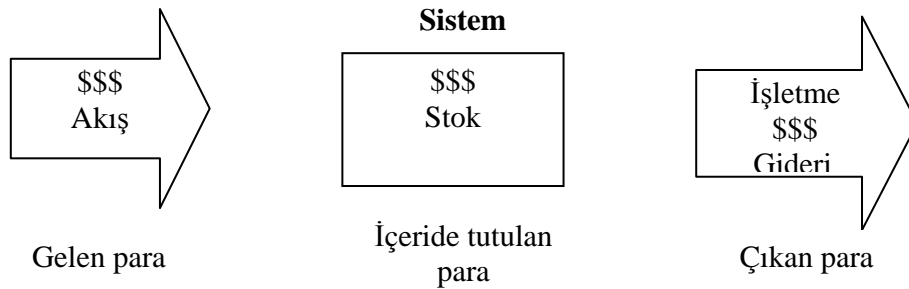 Sistem
$$$
Akış
$$$
Stok
İşletme
$$$
Gideri
Gelen para
İçeride tutulan
para
Çıkan para